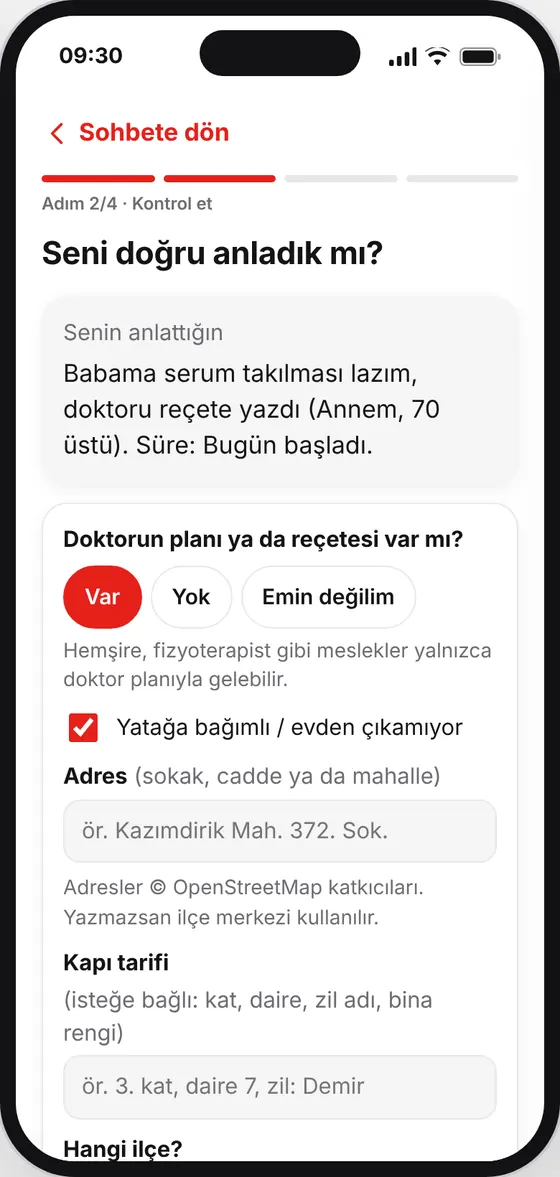 09:30
Sohbete dön
Adım 2/4 · Kontrol et
Seni doğru anladık mı?
Senin anlattığın
Babama serum takılması lazım,
doktoru reçete yazdı (Annem, 70
üstü). Süre: Bugün başladı.
Doktorun planı ya da reçetesi var mı?
Var
Yok
Emin değilim
Hemşire, fizyoterapist gibi meslekler yalnızca
doktor planıyla gelebilir.
Yatağa bağımlı / evden çıkamıyor
Adres (sokak, cadde ya da mahalle)
ör. Kazımdirik Mah. 372. Sok.
Adresler © OpenStreetMap katkıcıları.
Yazmazsan ilçe merkezi kullanılır.
Kapı tarifi
(isteğe bağlı: kat, daire, zil adı, bina
rengi)
ör. 3. kat, daire 7, zil: Demir
Hangi ilçe?